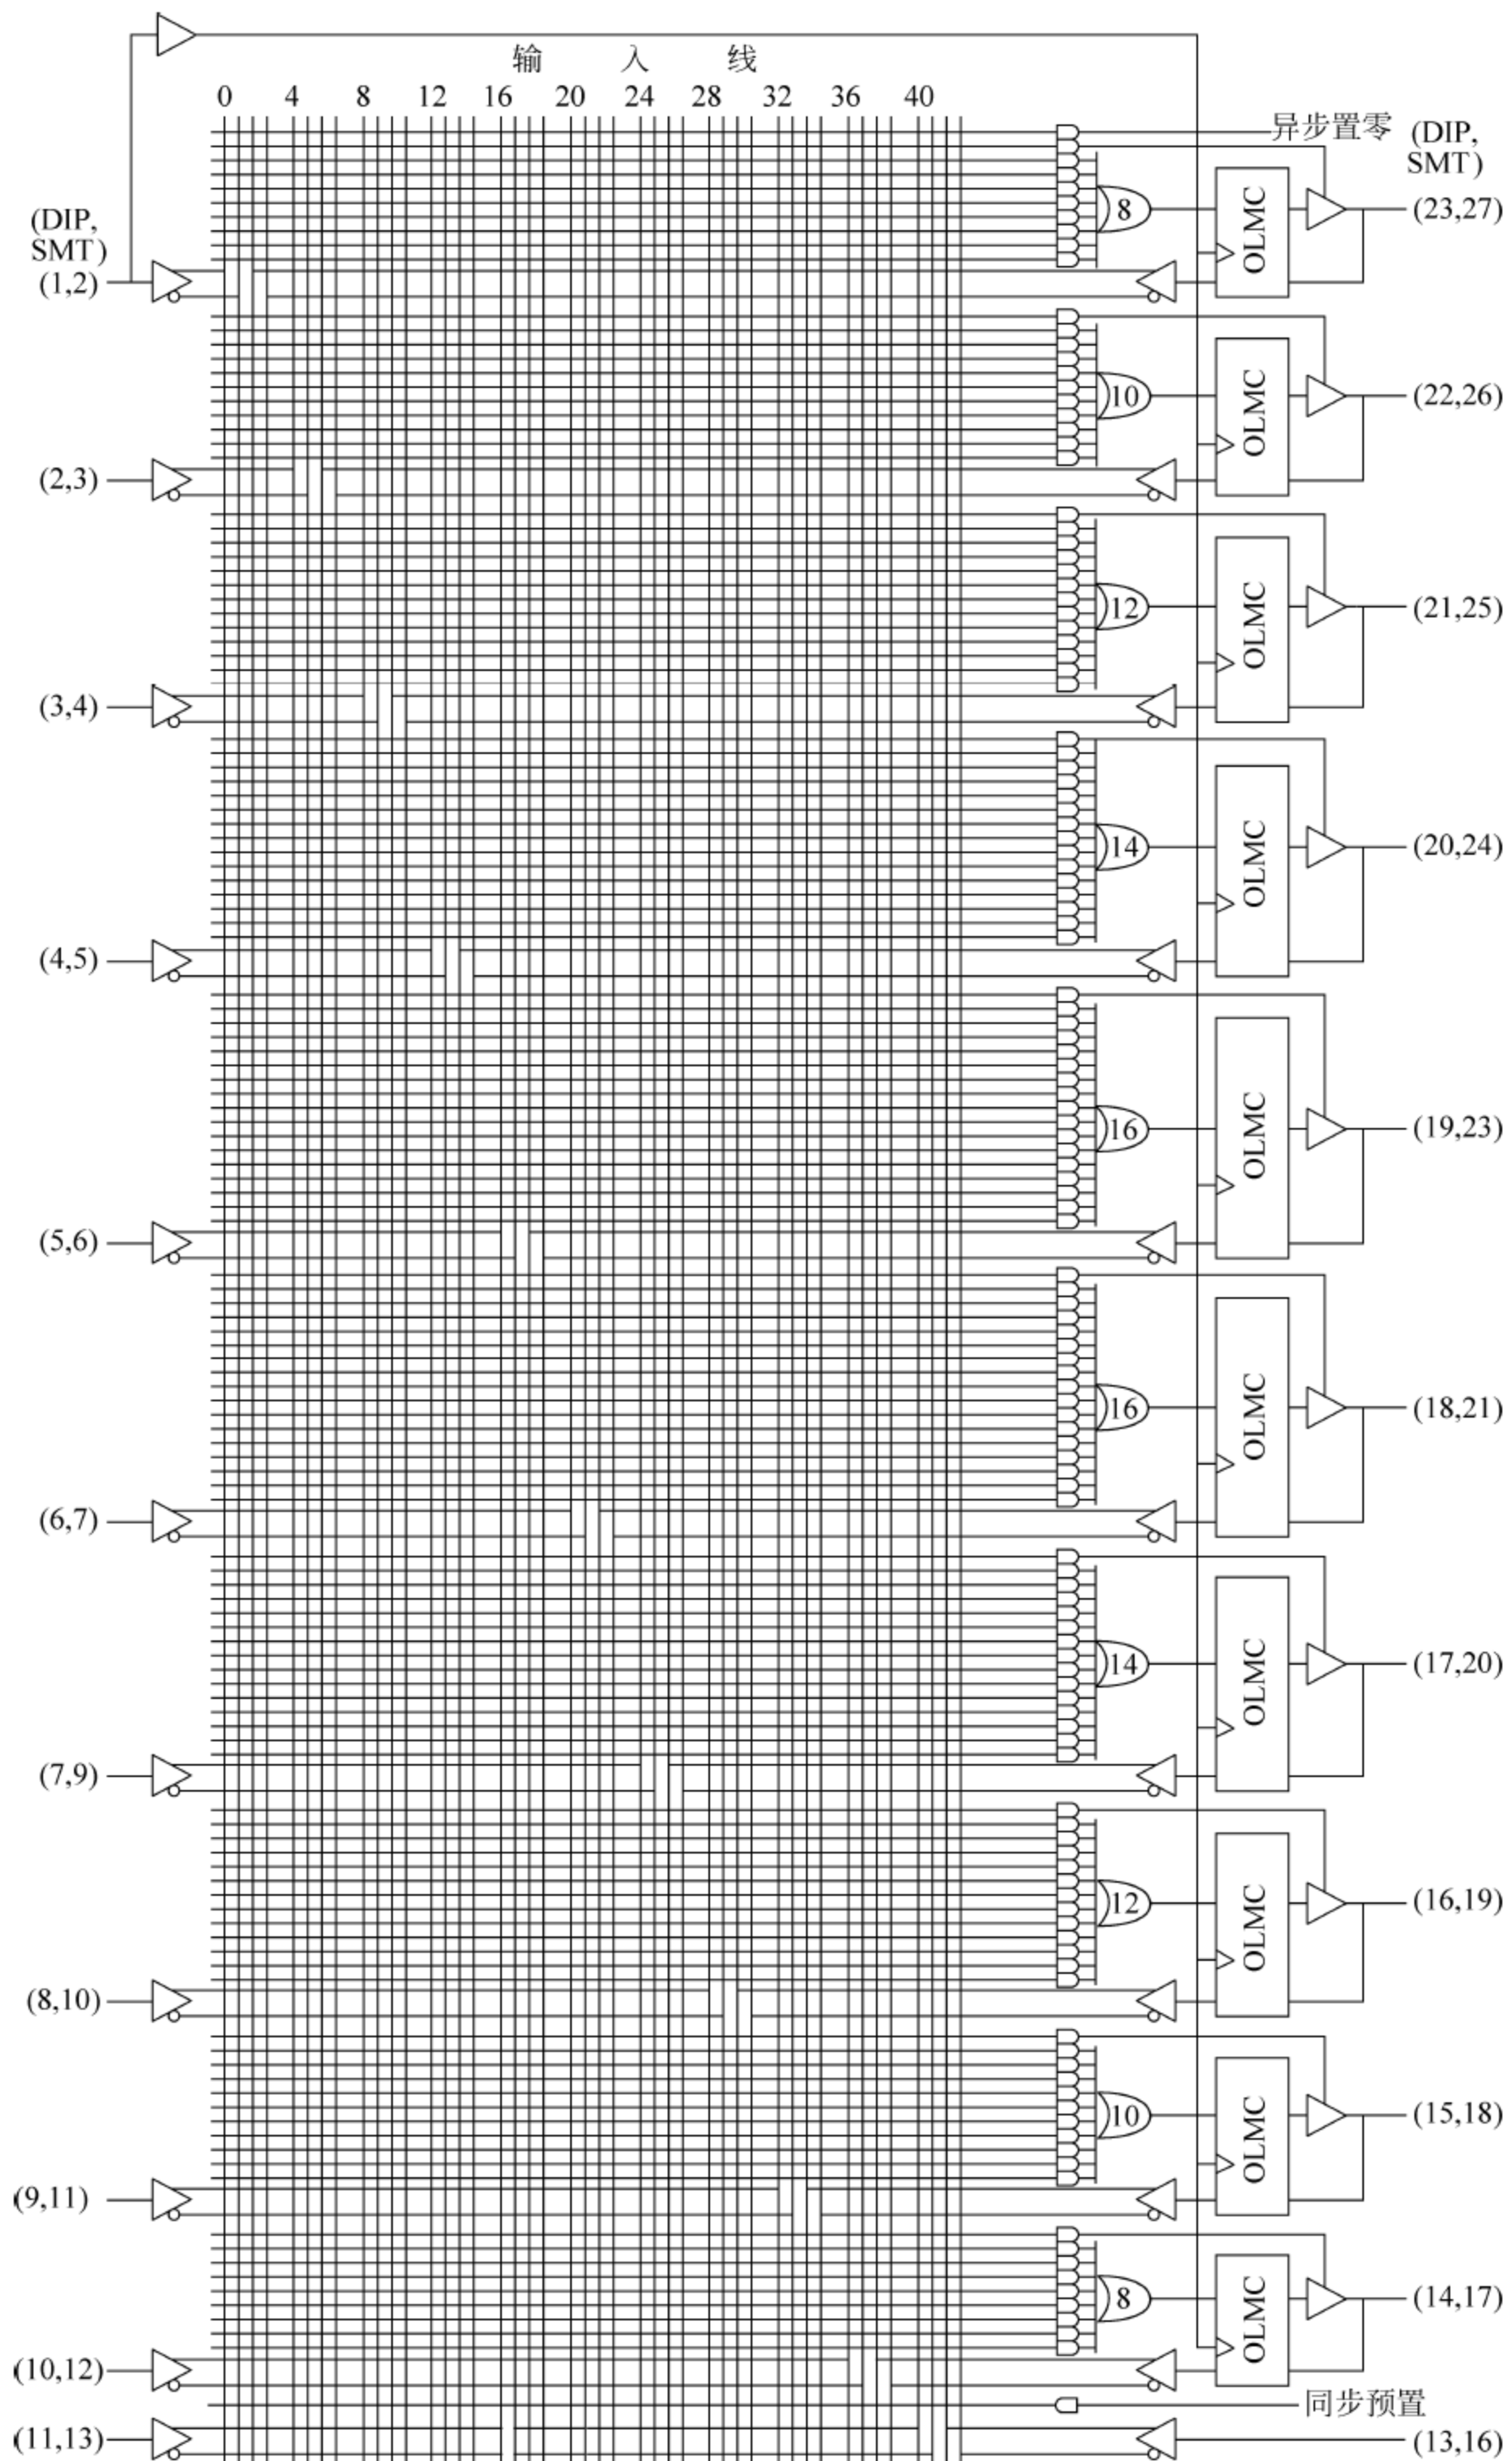 输 入 线
0 4 8 12 16 20 24 28 32 36 40
异步置零
(DIP,
SMT)
(DIP,
SMT)
8
OLMC
(23,27)
(1,2)
10
OLMC
(22,26)
(2,3)
12
OLMC
(21,25)
(3,4)
14
OLMC
(20,24)
(4,5)
16
OLMC
(19,23)
(5,6)
16
OLMC
(18,21)
(6,7)
14
OLMC
(17,20)
(7,9)
12
OLMC
(16,19)
(8,10)
10
OLMC
(15,18)
(9,11)
8
OLMC
(14,17)
(10,12)
同步预置
(11,13)
(13,16)